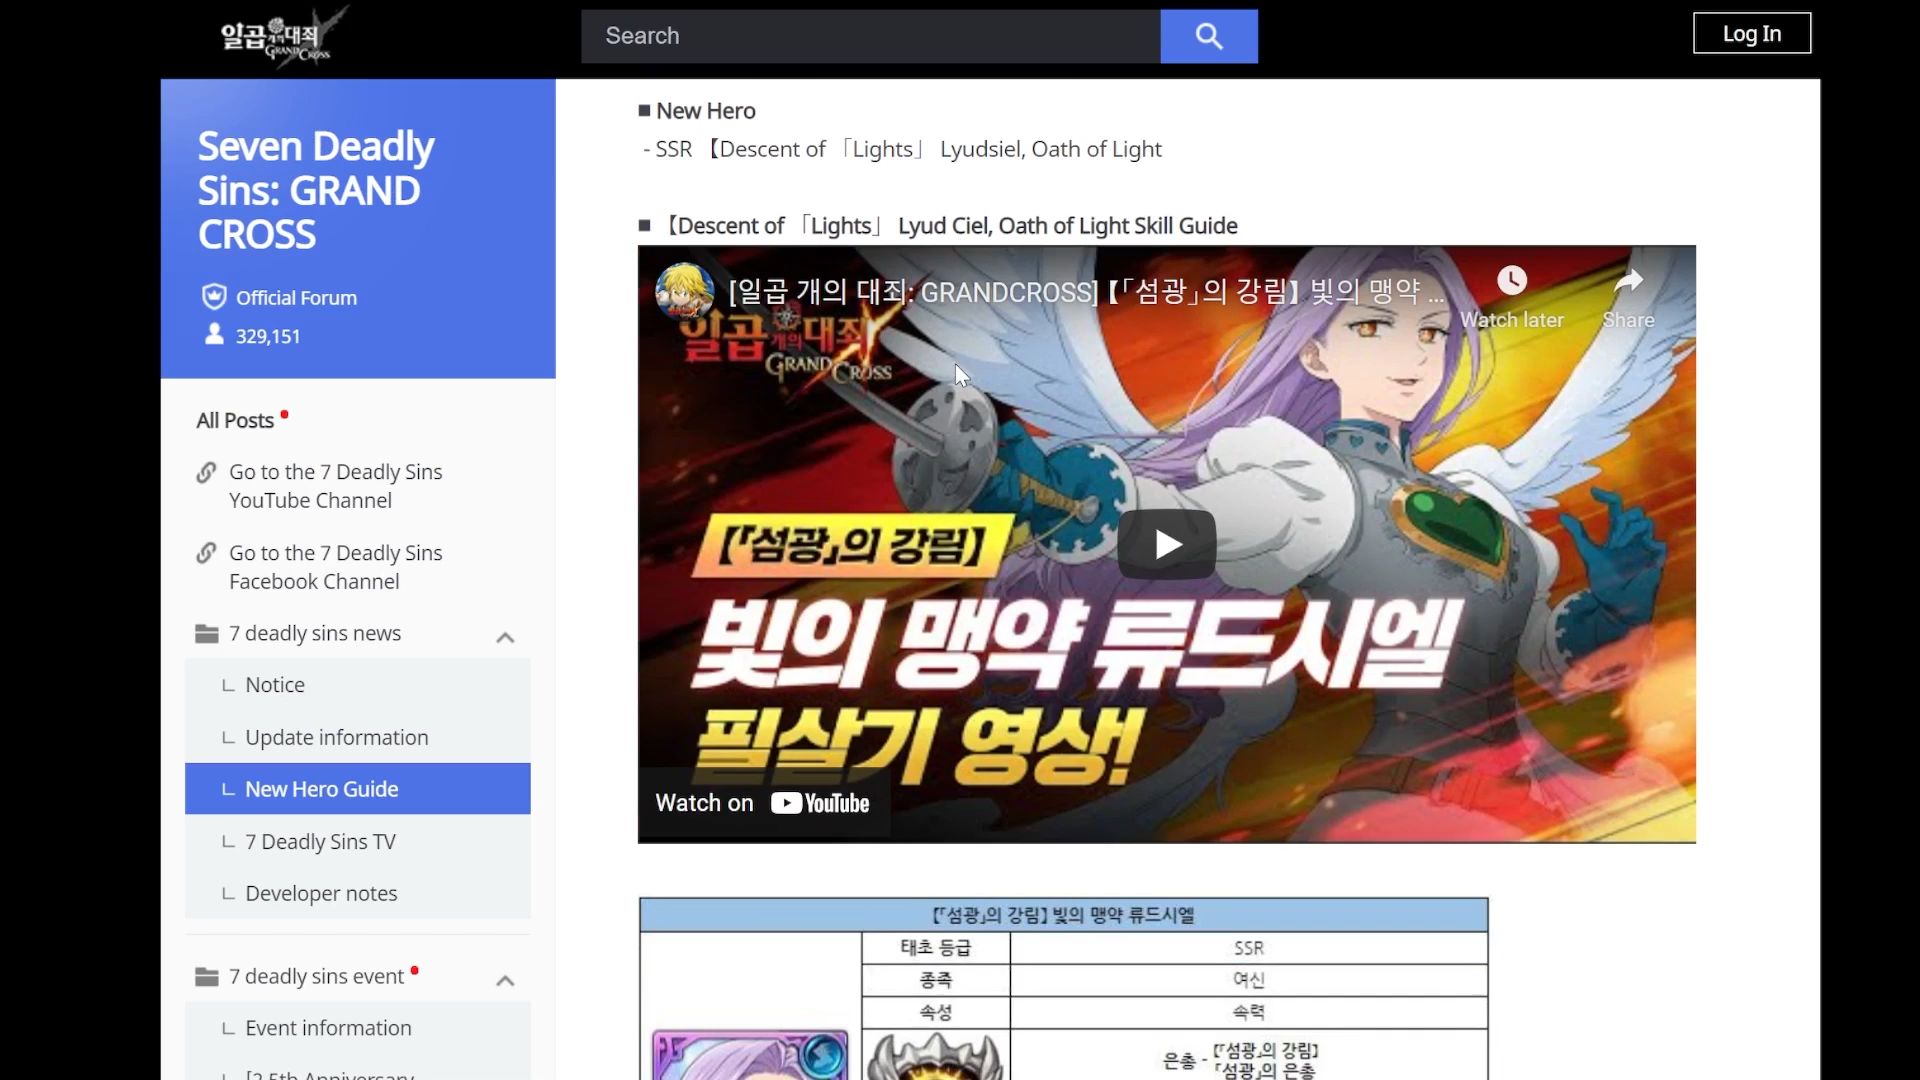 일곱 개의 대죄
GRAND CROSS
Search
Log In
Seven Deadly
Sins: GRAND
CROSS
Official Forum
329,151
All Posts
Go to the 7 Deadly Sins
YouTube Channel
Go to the 7 Deadly Sins
Facebook Channel
7 deadly sins news
Notice
Update information
New Hero Guide
7 Deadly Sins TV
Developer notes
7 deadly sins event
Event information
[2.5th Anniversary
■ New Hero
- SSR 【Descent of 「Lights」 Lyudsiel, Oath of Light
■ 【Descent of 「Lights」 Lyud Ciel, Oath of Light Skill Guide
[일곱 개의 대죄: GRANDCROSS]【「섬광」의 강림】 빛의 맹약 ...
Watch later
Share
일곱 개의 대죄
GRAND CROSS
【「섬광」의 강림】
빛의 맹약 류드시엘
필살기 영상!
Watch on YouTube
【「섬광」의 강림】 빛의 맹약 류드시엘
태초 등급 SSR
종족 여신
속성 속력
은총 - 【「섬광」의 강림】
「섬광」의 은총